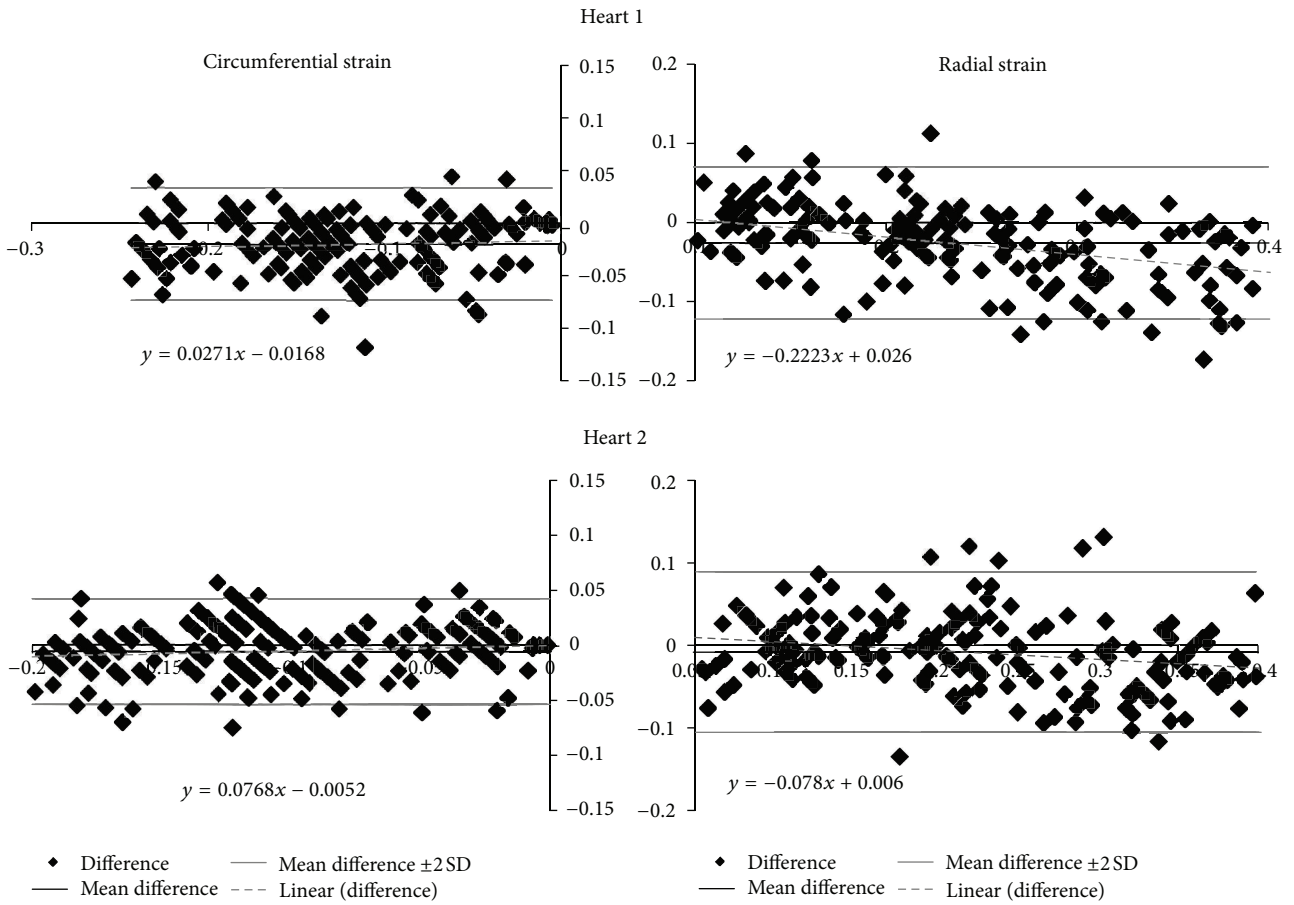 Heart 1
Circumferential strain
0.15
0.1
0.05
0
−0.05
−0.1
−0.15
−0.3
0.2
0.1
0
y = 0.0271x − 0.0168
Radial strain
0.2
0.1
0
−0.1
−0.2
0.4
y = −0.2223x + 0.026
Heart 2
0.15
0.1
0.05
0
−0.05
−0.1
−0.15
−0.2
0.15
0.05
0
y = 0.0768x − 0.0052
0.2
0.1
0
−0.1
−0.2
0.15
0.2
0.25
0.3
0.35
0.4
y = −0.078x + 0.006
Difference
Mean difference ±2 SD
Mean difference
Linear (difference)
Difference
Mean difference ±2 SD
Mean difference
Linear (difference)